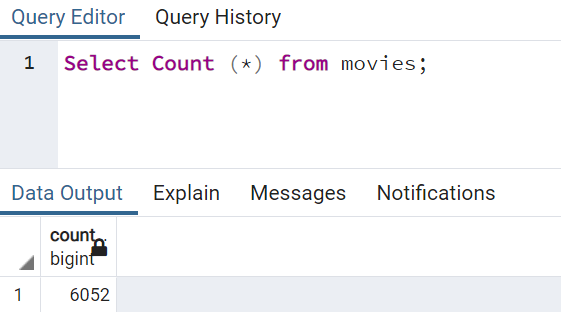 Query Editor Query History
1 Select Count (*) from movies;
Data Output Explain Messages Notifications
count
bigint
1 6052